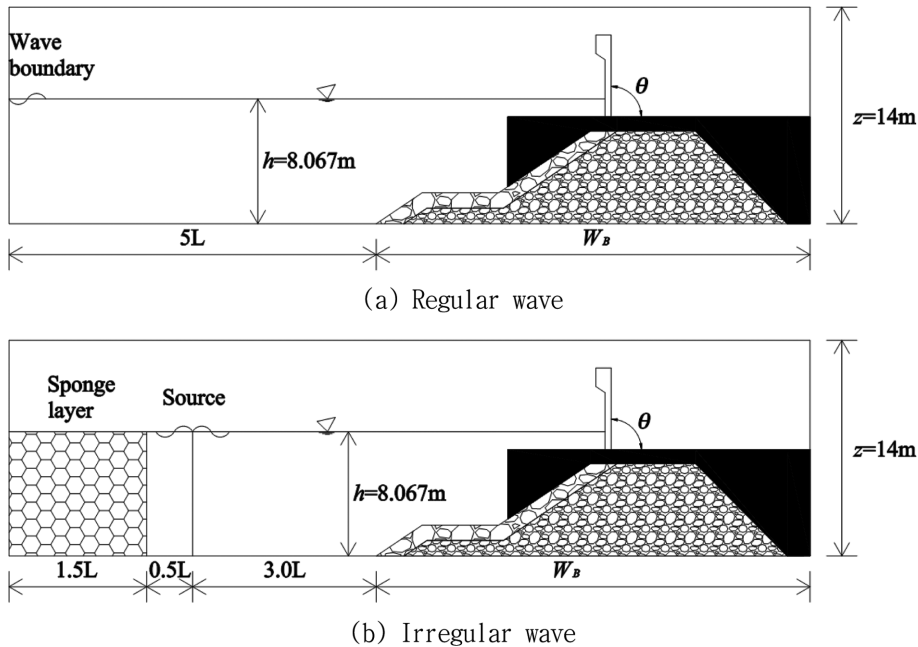 Wave
boundary
θ
h=8.067m
z=14m
5L
W_B
(a) Regular wave
Sponge
layer
Source
θ
h=8.067m
z=14m
1.5L
0.5L
3.0L
W_B
(b) Irregular wave